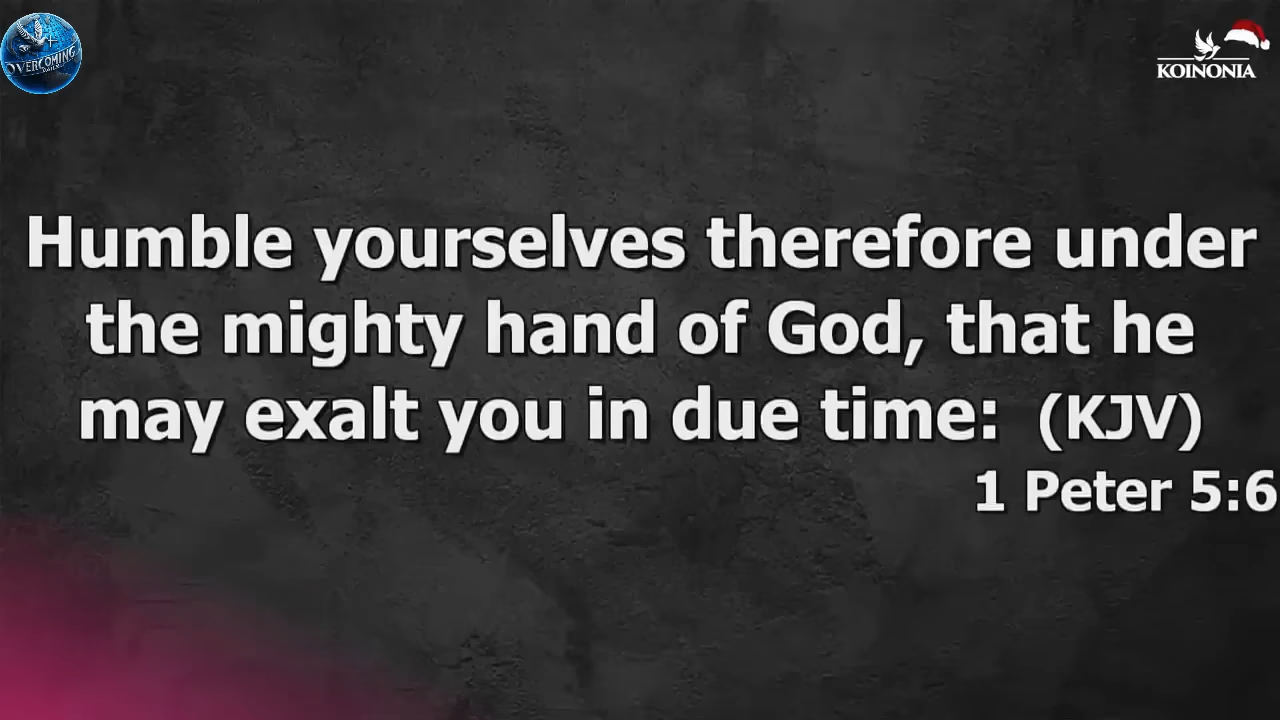 OVERCOMING
KOINONIA
Humble yourselves therefore under
the mighty hand of God, that he
may exalt you in due time: (KJV)
1 Peter 5:6